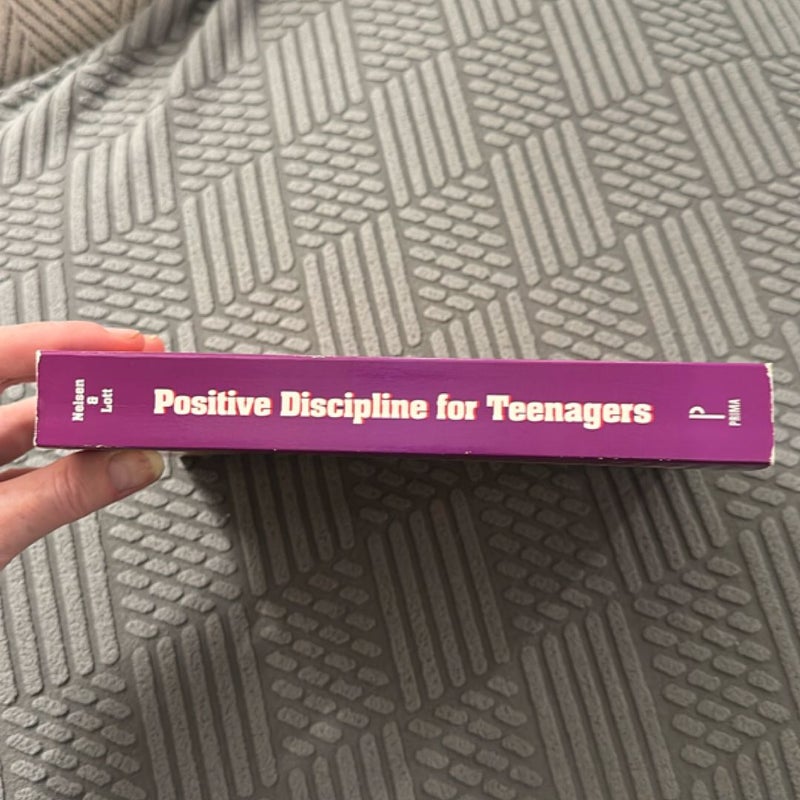 Nelsen
&
Lott
Positive Discipline for Teenagers
P
PRIMA